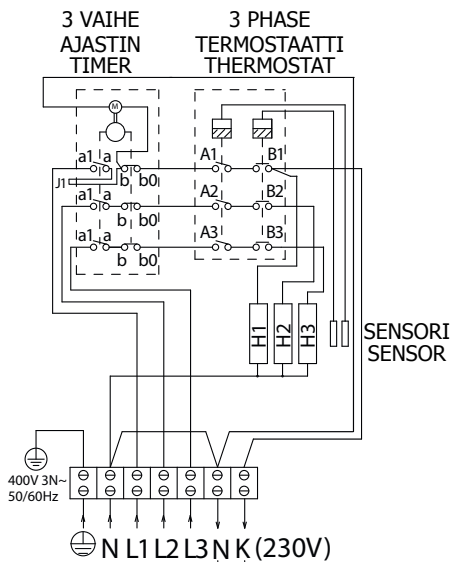 3 VAIHE
AJASTIN
TIMER
3 PHASE
TERMOSTAATTI
THERMOSTAT
M
a1 a
A1
B1
J1
b b0
a1 a
A2
B2
b b0
a1 a
A3
B3
b b0
H1
H2
H3
SENSORI
SENSOR
400V 3N~
50/60Hz
N L1 L2 L3 N K (230V)